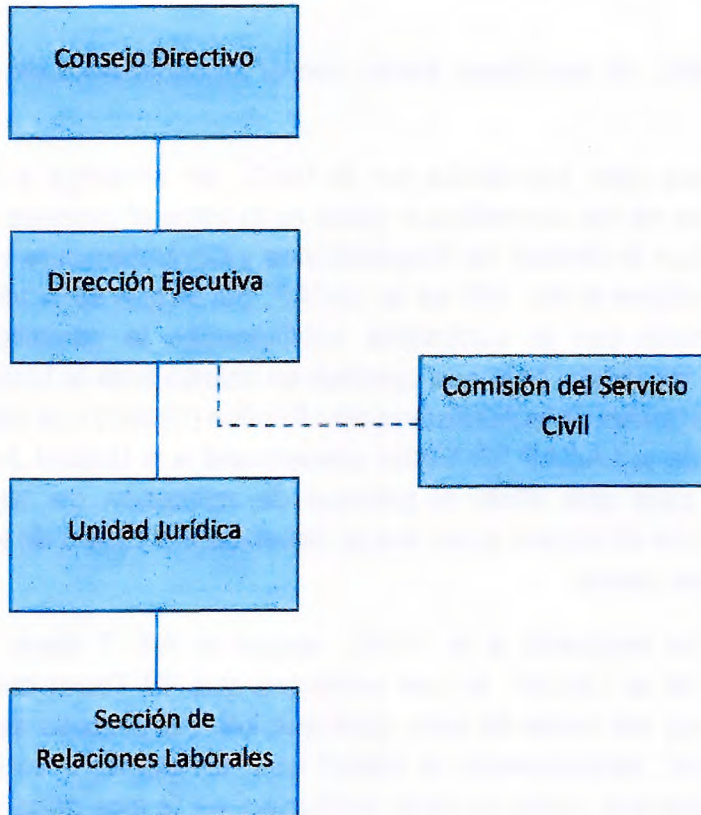 Consejo Directivo
Dirección Ejecutiva
Comisión del Servicio
Civil
Unidad Jurídica
Sección de
Relaciones Laborales